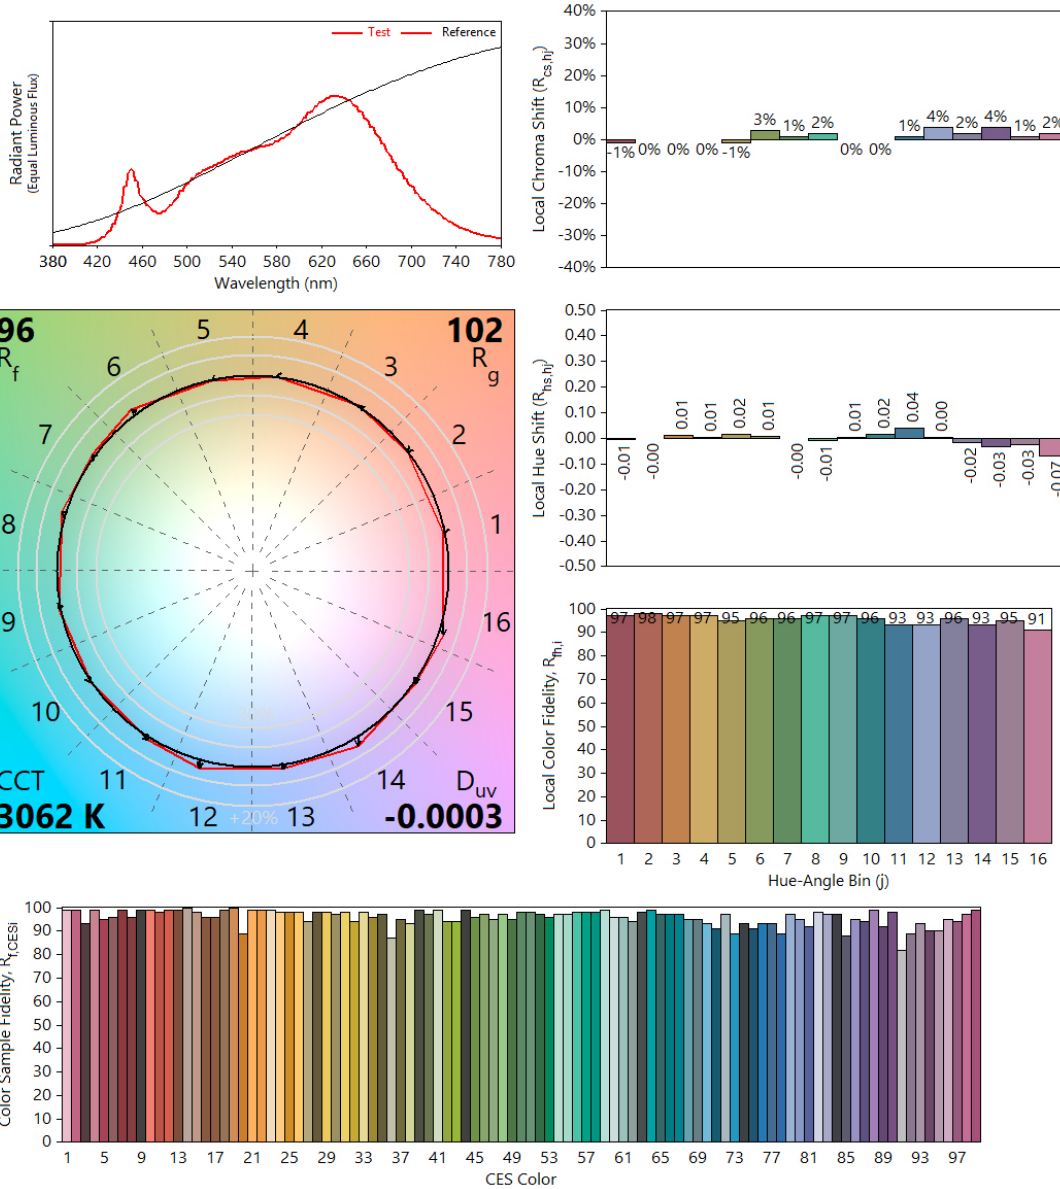 Test Reference
Radiant Power
(Equal Luminous Flux)
380 420 460 500 540 580 620 660 700 740 780
Wavelength (nm)
40%
30%
20%
10%
0%
-10%
-20%
-30%
-40%
Local Chroma Shift (Rcs,hj)
-1% 0% 0% 0% -1% 3% 1% 2% 0% 0% 1% 4% 2% 4% 1% 2%
96
Rf
102
Rg
1
2
3
4
5
6
7
8
9
10
11
12
13
14
15
16
+20%
CCT
3062 K
Duv
-0.0003
0.50
0.40
0.30
0.20
0.10
0.00
-0.10
-0.20
-0.30
-0.40
-0.50
Local Hue Shift (Rhs,hj)
-0.01 -0.00 0.01 0.01 0.02 0.01 -0.00 -0.01 0.01 0.02 0.04 0.00 -0.02 -0.03 -0.03 -0.07
100
90
80
70
60
50
40
30
20
10
0
Local Color Fidelity, Rfh,i
97 98 97 97 95 96 96 97 97 96 93 93 96 93 95 91
1 2 3 4 5 6 7 8 9 10 11 12 13 14 15 16
Hue-Angle Bin (j)
100
90
80
70
60
50
40
30
20
10
0
Color Sample Fidelity, Rf,CESi
1 5 9 13 17 21 25 29 33 37 41 45 49 53 57 61 65 69 73 77 81 85 89 93 97
CES Color